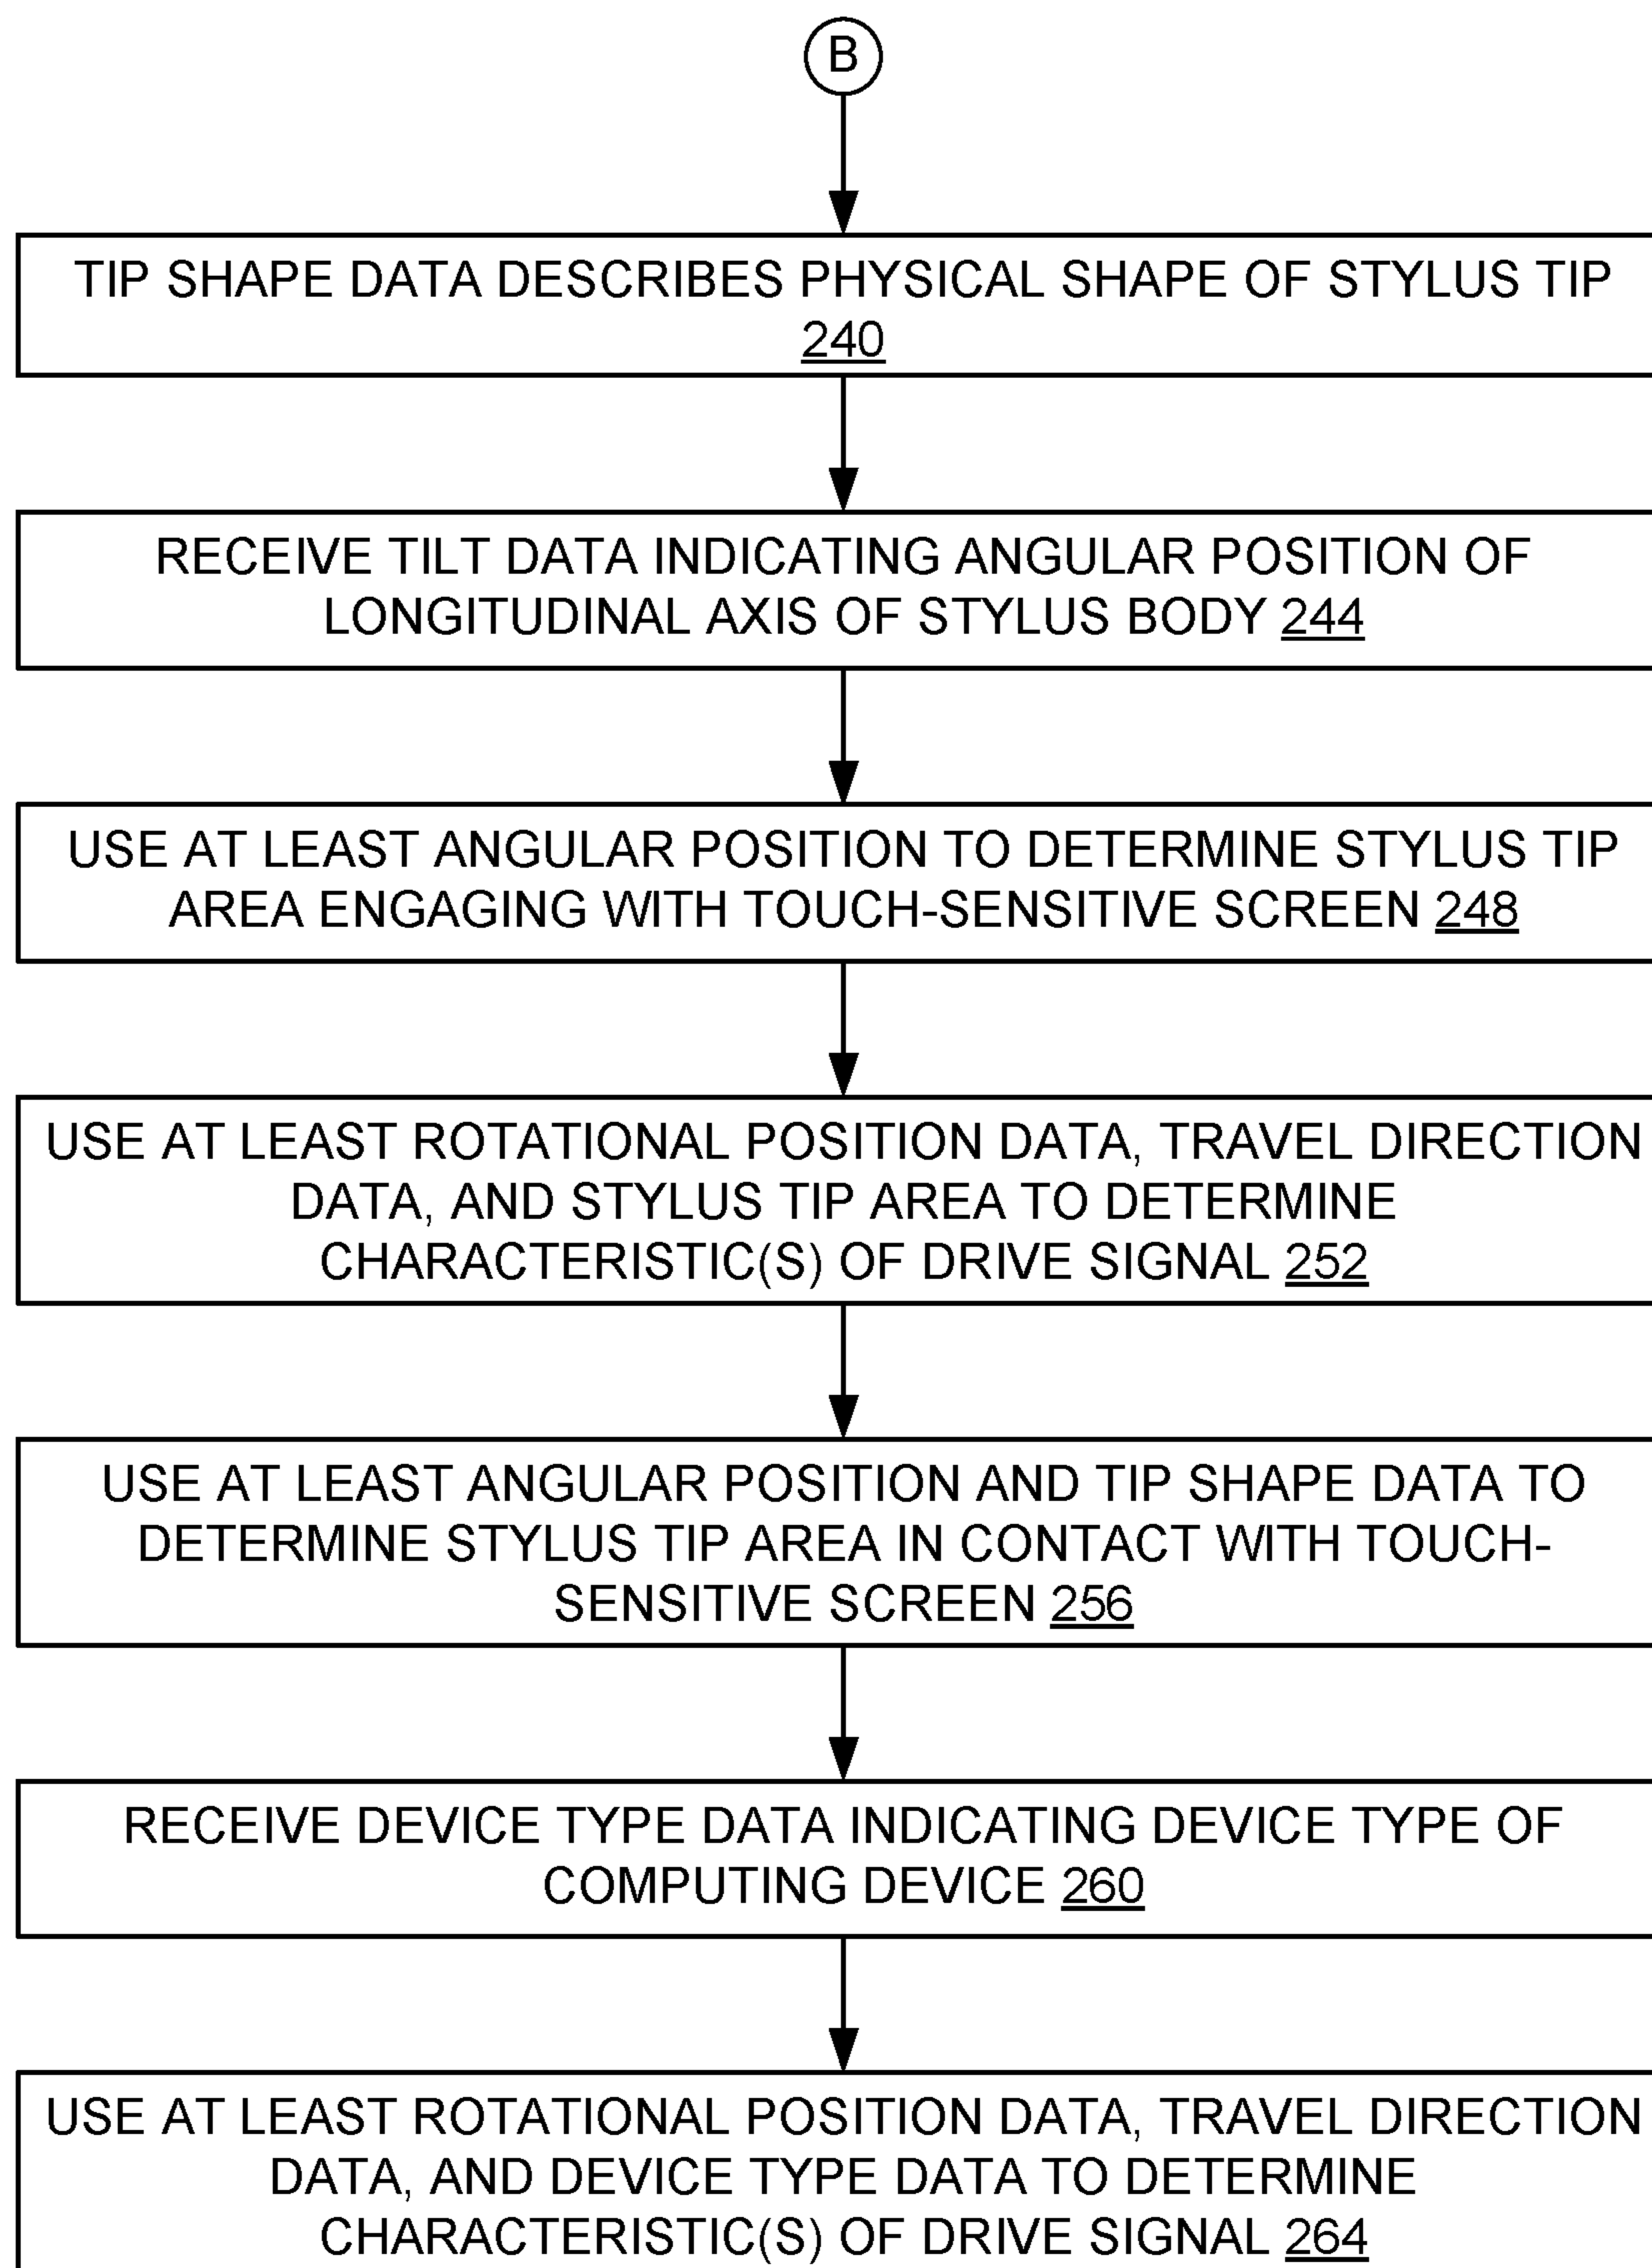 B
TIP SHAPE DATA DESCRIBES PHYSICAL SHAPE OF STYLUS TIP
240
RECEIVE TILT DATA INDICATING ANGULAR POSITION OF
LONGITUDINAL AXIS OF STYLUS BODY 244
USE AT LEAST ANGULAR POSITION TO DETERMINE STYLUS TIP
AREA ENGAGING WITH TOUCH-SENSITIVE SCREEN 248
USE AT LEAST ROTATIONAL POSITION DATA, TRAVEL DIRECTION
DATA, AND STYLUS TIP AREA TO DETERMINE
CHARACTERISTIC(S) OF DRIVE SIGNAL 252
USE AT LEAST ANGULAR POSITION AND TIP SHAPE DATA TO
DETERMINE STYLUS TIP AREA IN CONTACT WITH TOUCH-
SENSITIVE SCREEN 256
RECEIVE DEVICE TYPE DATA INDICATING DEVICE TYPE OF
COMPUTING DEVICE 260
USE AT LEAST ROTATIONAL POSITION DATA, TRAVEL DIRECTION
DATA, AND DEVICE TYPE DATA TO DETERMINE
CHARACTERISTIC(S) OF DRIVE SIGNAL 264